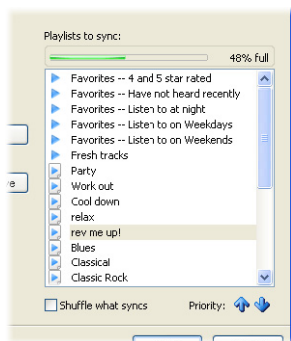 Playlists to sync:
48% full
Favorites -- 4 and 5 star rated
Favorites -- Have not heard recently
Favorites -- Listen to at night
Favorites -- Listen to on Weekdays
Favorites -- Listen to on Weekends
Fresh tracks
Party
Work out
Cool down
relax
rev me up!
Blues
Classical
Classic Rock
Shuffle what syncs
Priority: